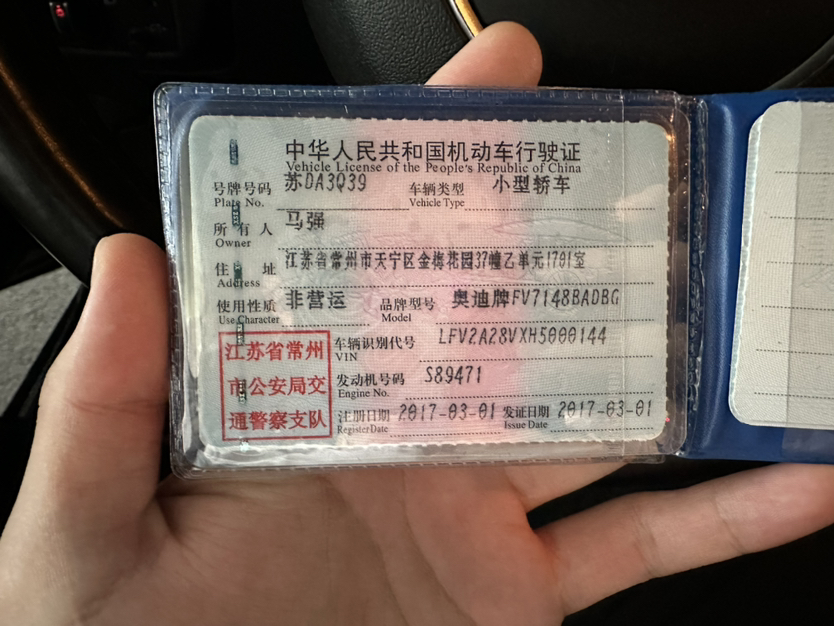 中华人民共和国机动车行驶证
Vehicle License of the People's Republic of China
号牌号码 苏DA3Q39 车辆类型 小型轿车
Plate No. Vehicle Type
所有人 马强
Owner
住址 江苏省常州市天宁区金梅花园37幢乙单元1701室
Address
使用性质 非营运 品牌型号 奥迪牌FV7148BADBG
Use Character Model
江苏省常州
市公安局交
通警察支队
车辆识别代号 LFV2A28VXH5000144
VIN
发动机号码 S89471
Engine No.
注册日期 2017-03-01 发证日期 2017-03-01
Register Date Issue Date